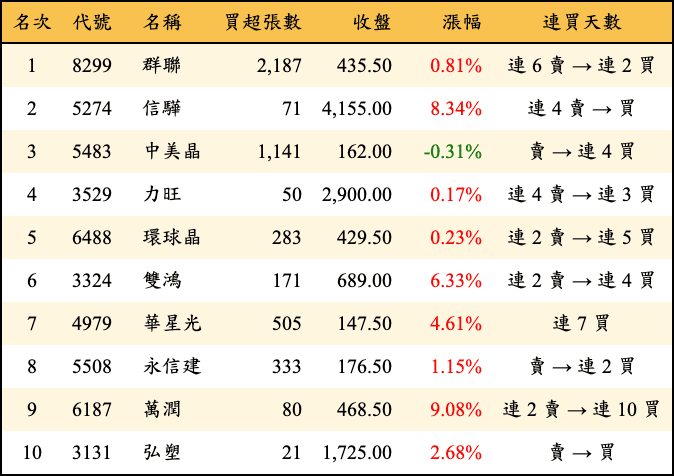 名次 代號 名稱 買超張數 收盤 漲幅 連買天數
1 8299 群聯 2,187 435.50 0.81% 連 6 賣 → 連 2 買
2 5274 信驊 71 4,155.00 8.34% 連 4 賣 → 買
3 5483 中美晶 1,141 162.00 -0.31% 賣 → 連 4 買
4 3529 力旺 50 2,900.00 0.17% 連 4 賣 → 連 3 買
5 6488 環球晶 283 429.50 0.23% 連 2 賣 → 連 5 買
6 3324 雙鴻 171 689.00 6.33% 連 2 賣 → 連 4 買
7 4979 華星光 505 147.50 4.61% 連 7 買
8 5508 永信建 333 176.50 1.15% 賣 → 連 2 買
9 6187 萬潤 80 468.50 9.08% 連 2 賣 → 連 10 買
10 3131 弘塑 21 1,725.00 2.68% 賣 → 買